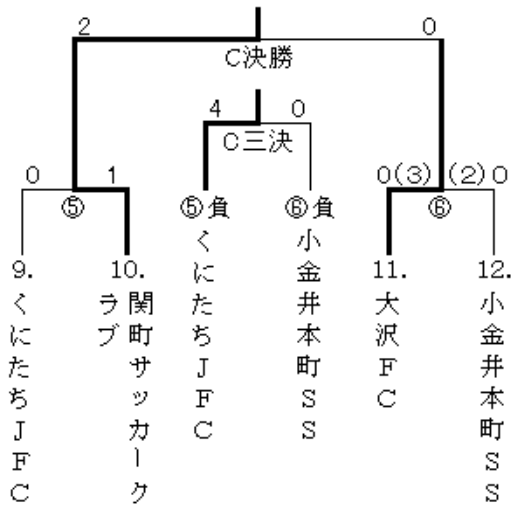 2 0
C決勝
4 0
C三決
0 1 0(3) (2)0
⑤ ⑤負 ⑥負 ⑥
くにたちJFC
小金井本町SS
9. 10. 11. 12.
くにたちJFC
関町サッカーク
ラブ
大沢FC
小金井本町SS